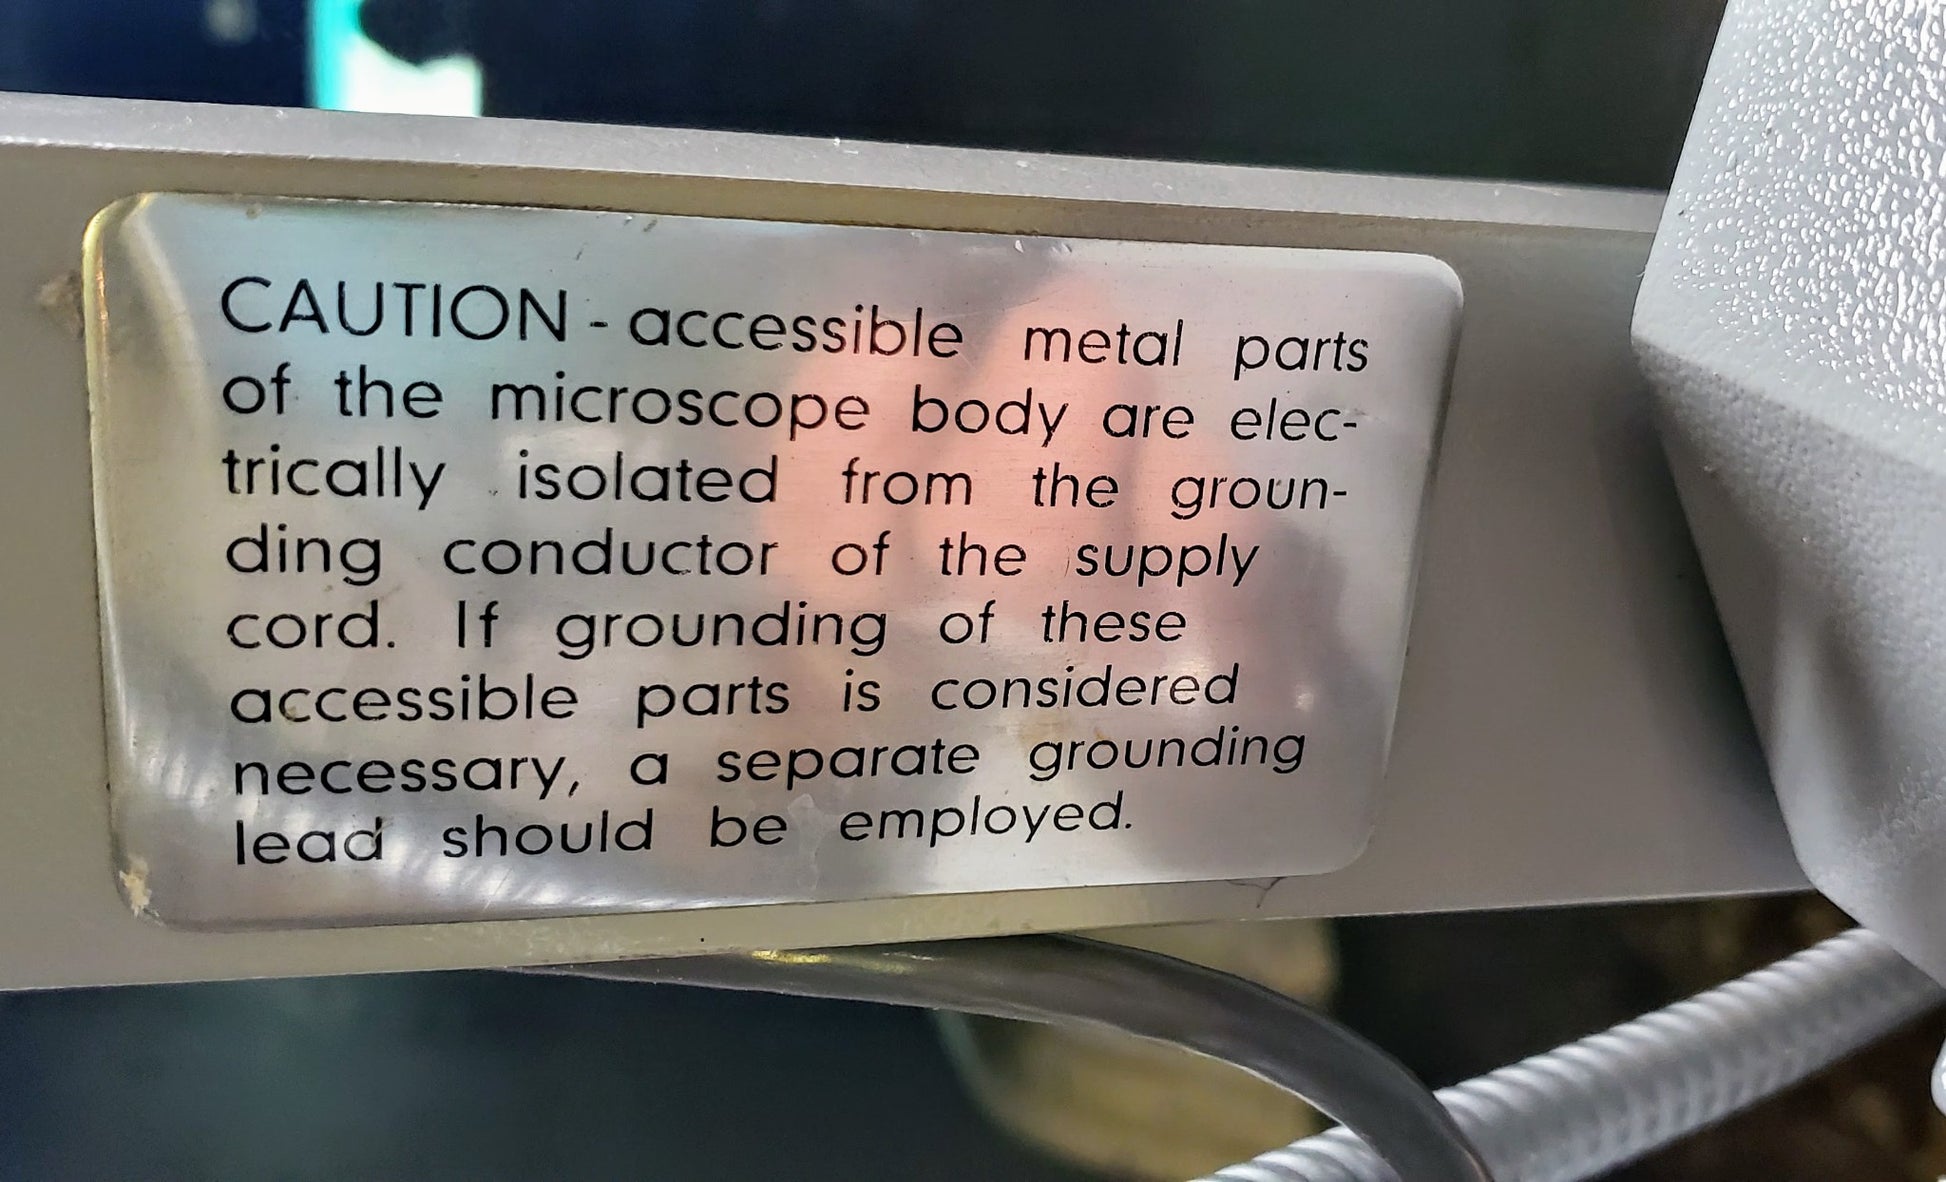 CAUTION - accessible metal parts
of the microscope body are elec-
trically isolated from the groun-
ding conductor of the supply
cord. If grounding of these
accessible parts is considered
necessary, a separate grounding
lead should be employed.